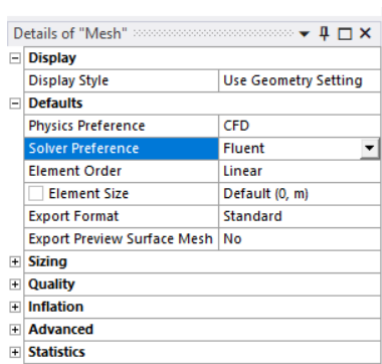 Details of "Mesh"
Display
Display Style Use Geometry Setting
Defaults
Physics Preference CFD
Solver Preference Fluent
Element Order Linear
Element Size Default (0, m)
Export Format Standard
Export Preview Surface Mesh No
Sizing
Quality
Inflation
Advanced
Statistics